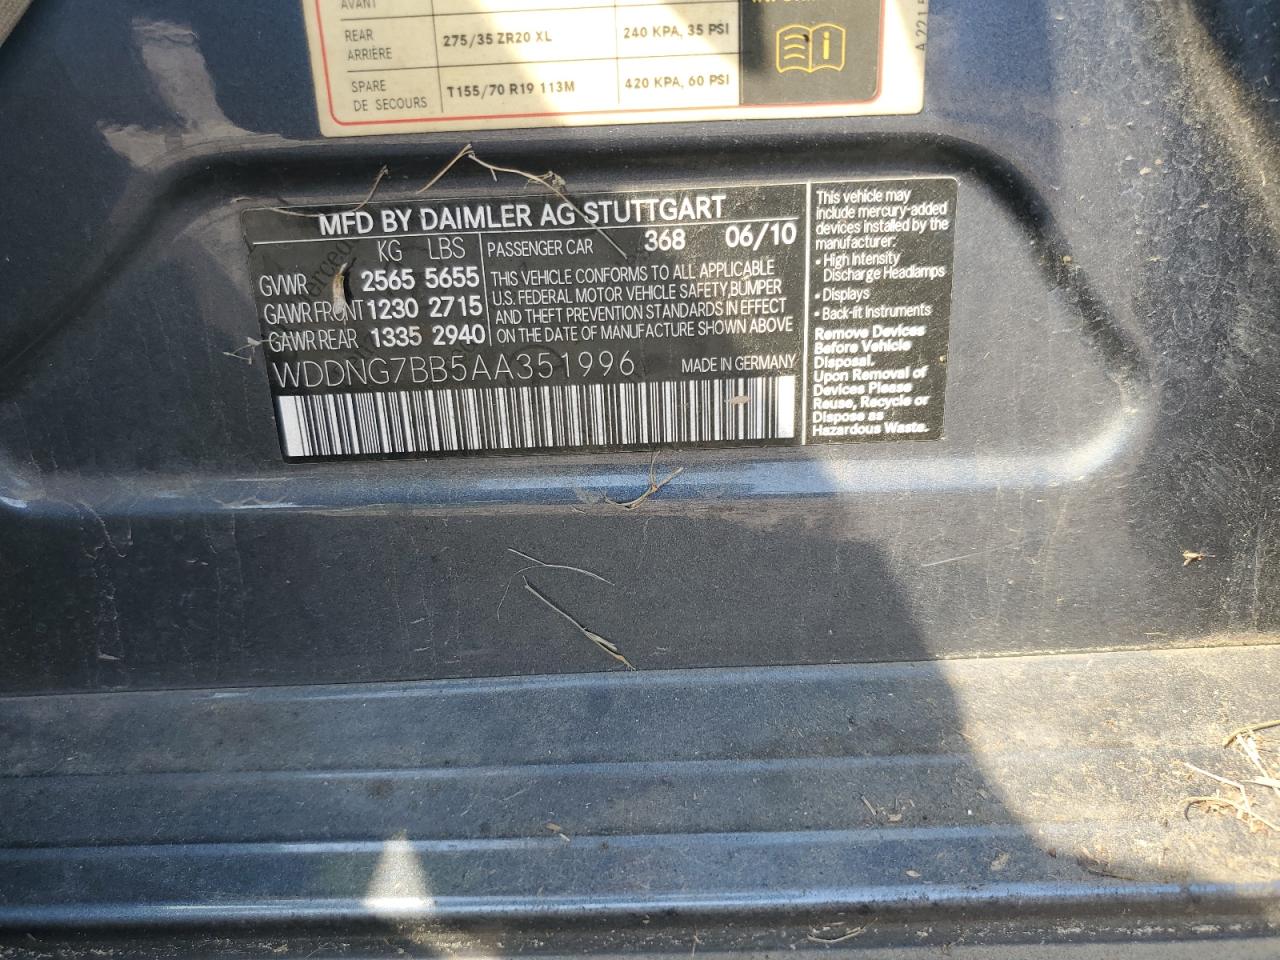 AVANT
REAR
ARRIÈRE
275/35 ZR20 XL
240 KPA, 35 PSI
SPARE
DE SECOURS
T155/70 R19 113M
420 KPA, 60 PSI
i
MFD BY DAIMLER AG STUTTGART
KG LBS
GVWR 2565 5655
GAWR FRONT 1230 2715
GAWR REAR 1335 2940
PASSENGER CAR 368 06/10
THIS VEHICLE CONFORMS TO ALL APPLICABLE
U.S. FEDERAL MOTOR VEHICLE SAFETY,BUMPER
AND THEFT PREVENTION STANDARDS IN EFFECT
ON THE DATE OF MANUFACTURE SHOWN ABOVE
WDDNG7BB5AA351996
MADE IN GERMANY
This vehicle may
include mercury-added
devices installed by the
manufacturer:
• High Intensity
Discharge Headlamps
• Displays
• Back-lit Instruments
Remove Devices
Before Vehicle
Disposal.
Upon Removal of
Devices Please
Reuse, Recycle or
Dispose as
Hazardous Waste.